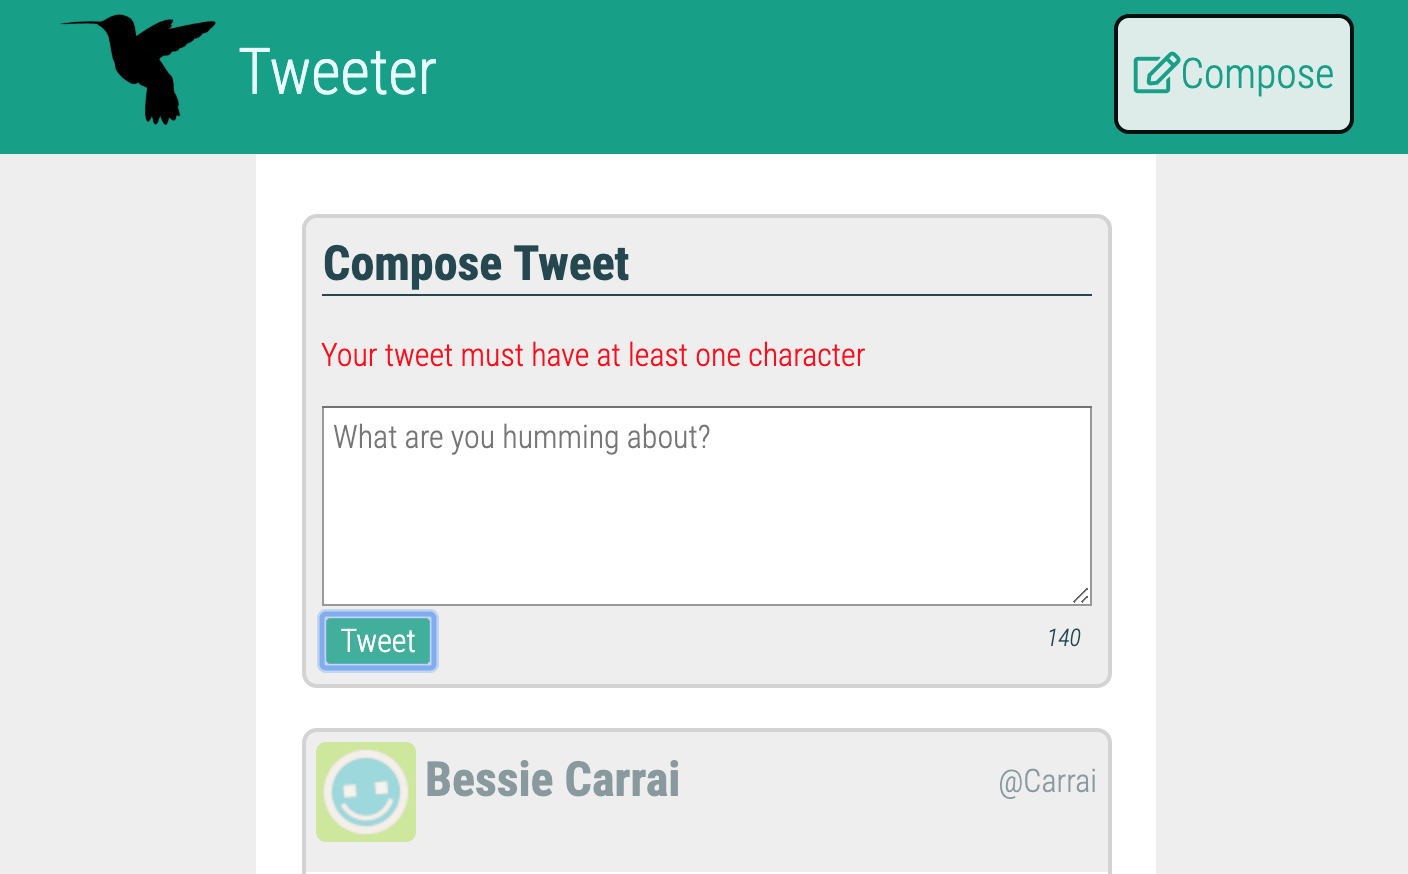 Tweeter
Compose
Compose Tweet
Your tweet must have at least one character
What are you humming about?
Tweet
140
Bessie Carrai
@Carrai